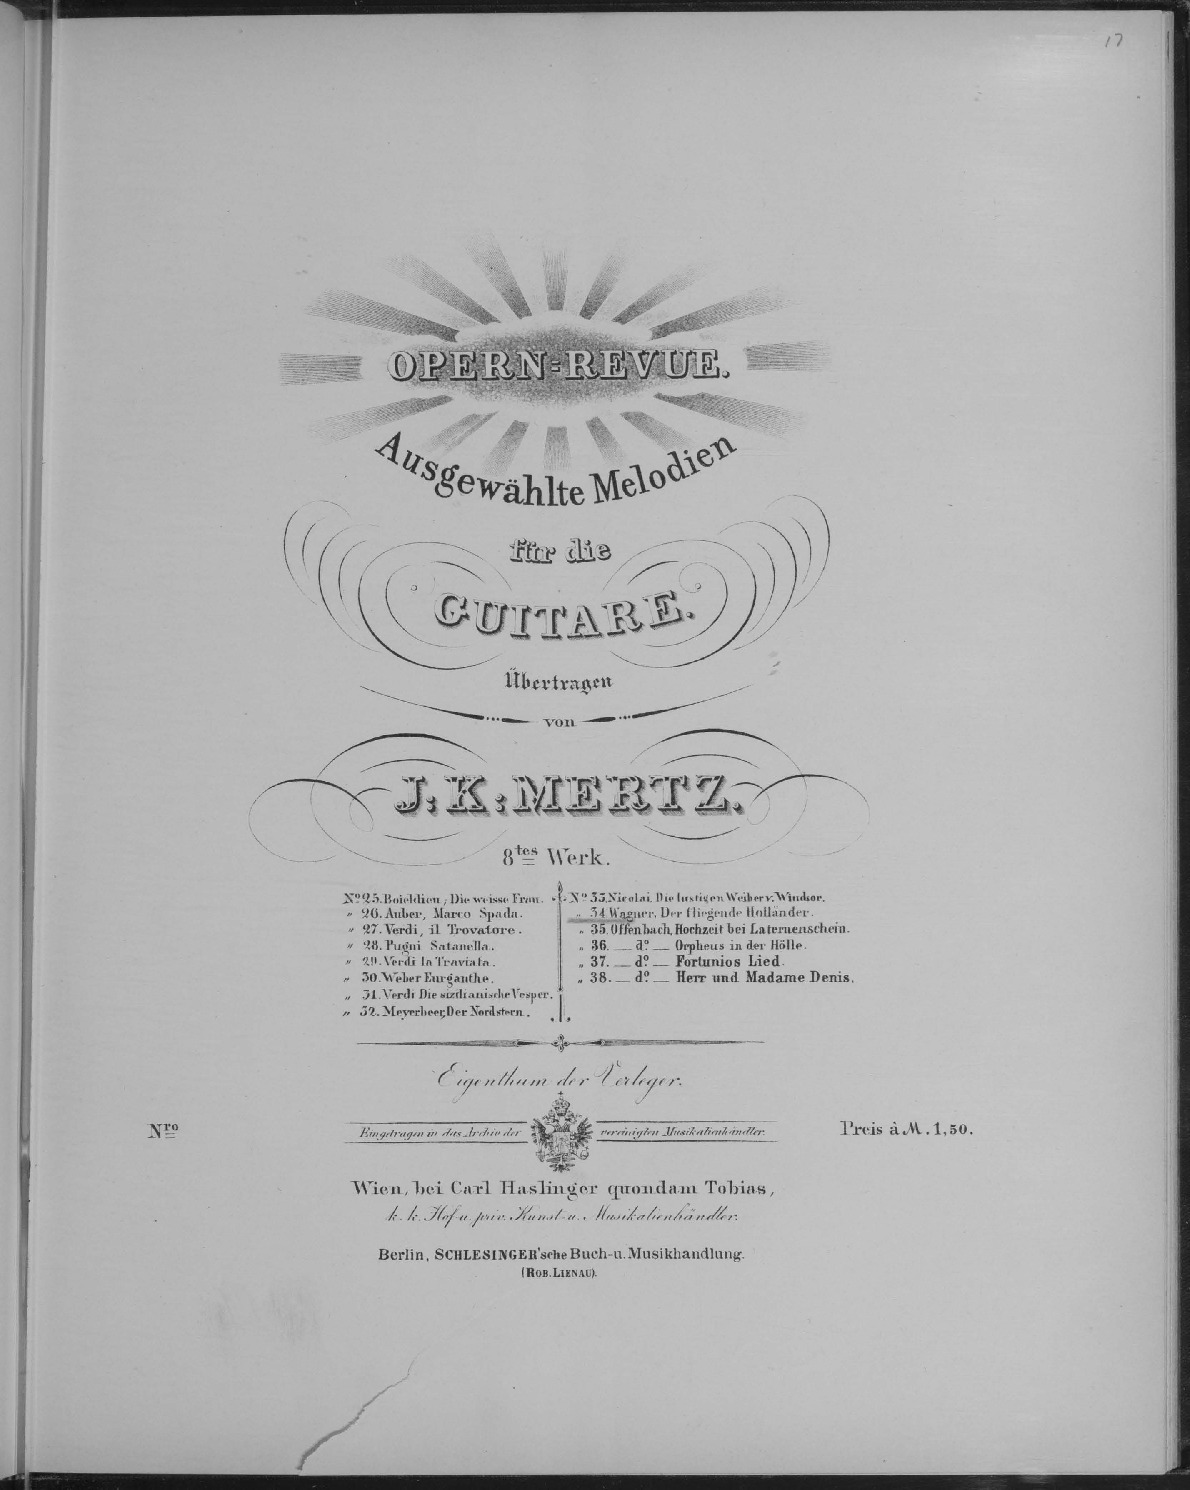 17
OPERN=REVUE.
Ausgewählte Melodien
für die
GUITARE.
Übertragen
von
J: K: MERTZ.
8tes Werk.
No 25. Boieldieu, Die weisse Frau.
" 26. Auber, Marco Spada.
" 27. Verdi, il Trovatore.
" 28. Pugni Satanella.
" 29. Verdi la Traviata.
" 30. Weber Eurganthe.
" 31. Verdi Die sizilianische Vesper.
" 32. Meyerbeer, Der Nordstern.
No 33. Nicolai, Die lustigen Weiber v. Windsor.
" 34 Wagner, Der fliegende Holländer.
" 35. Offenbach, Hochzeit bei Laternenschein.
" 36. — do — Orpheus in der Hölle.
" 37. — do — Fortunios Lied.
" 38. — do — Herr und Madame Denis.
Eigenthum der Verleger.
Nro
Eingetragen in das Archiv der vereinigten Musikalienhändler.
Preis à M. 1,50.
Wien, bei Carl Haslinger quondam Tobias,
k. k. Hof- u. priv. Kunst- u. Musikalienhändler.
Berlin, SCHLESINGER'sche Buch- u. Musikhandlung.
(ROB. LIENAU).